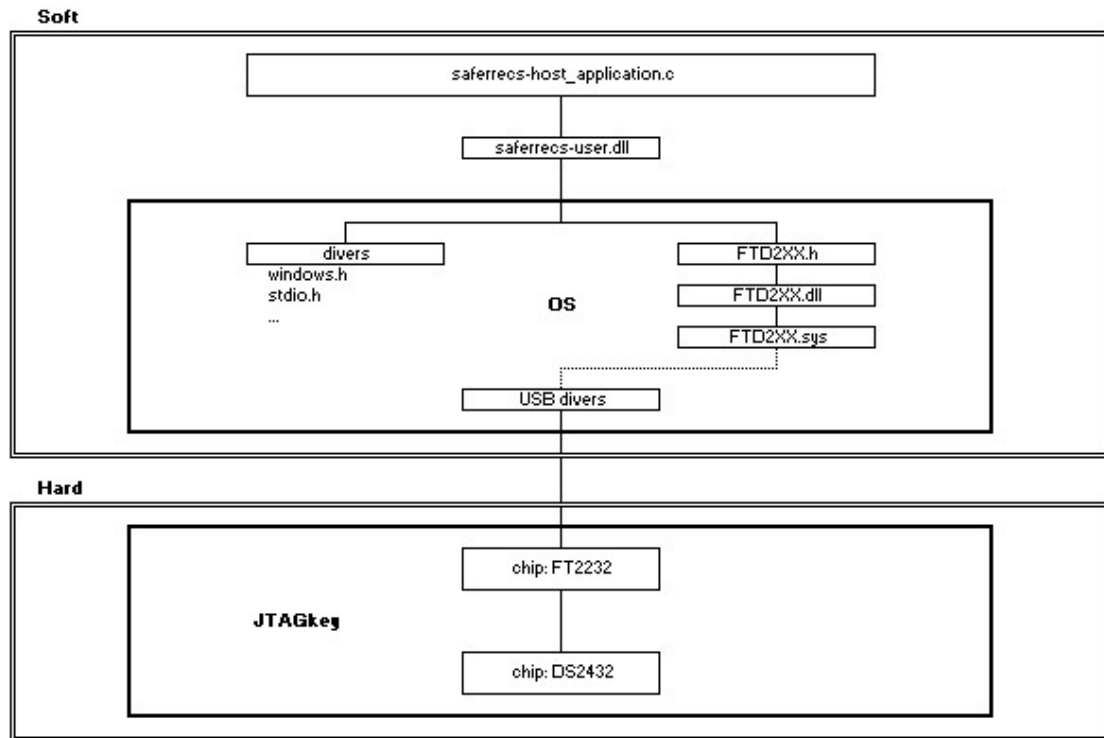 Soft
saferrecs-host_application.c
saferrecs-user.dll
divers
FTD2XX.h
windows.h
stdio.h
FTD2XX.dll
...
OS
FTD2XX.sys
USB divers
Hard
chip: FT2232
JTAGkey
chip: DS2432